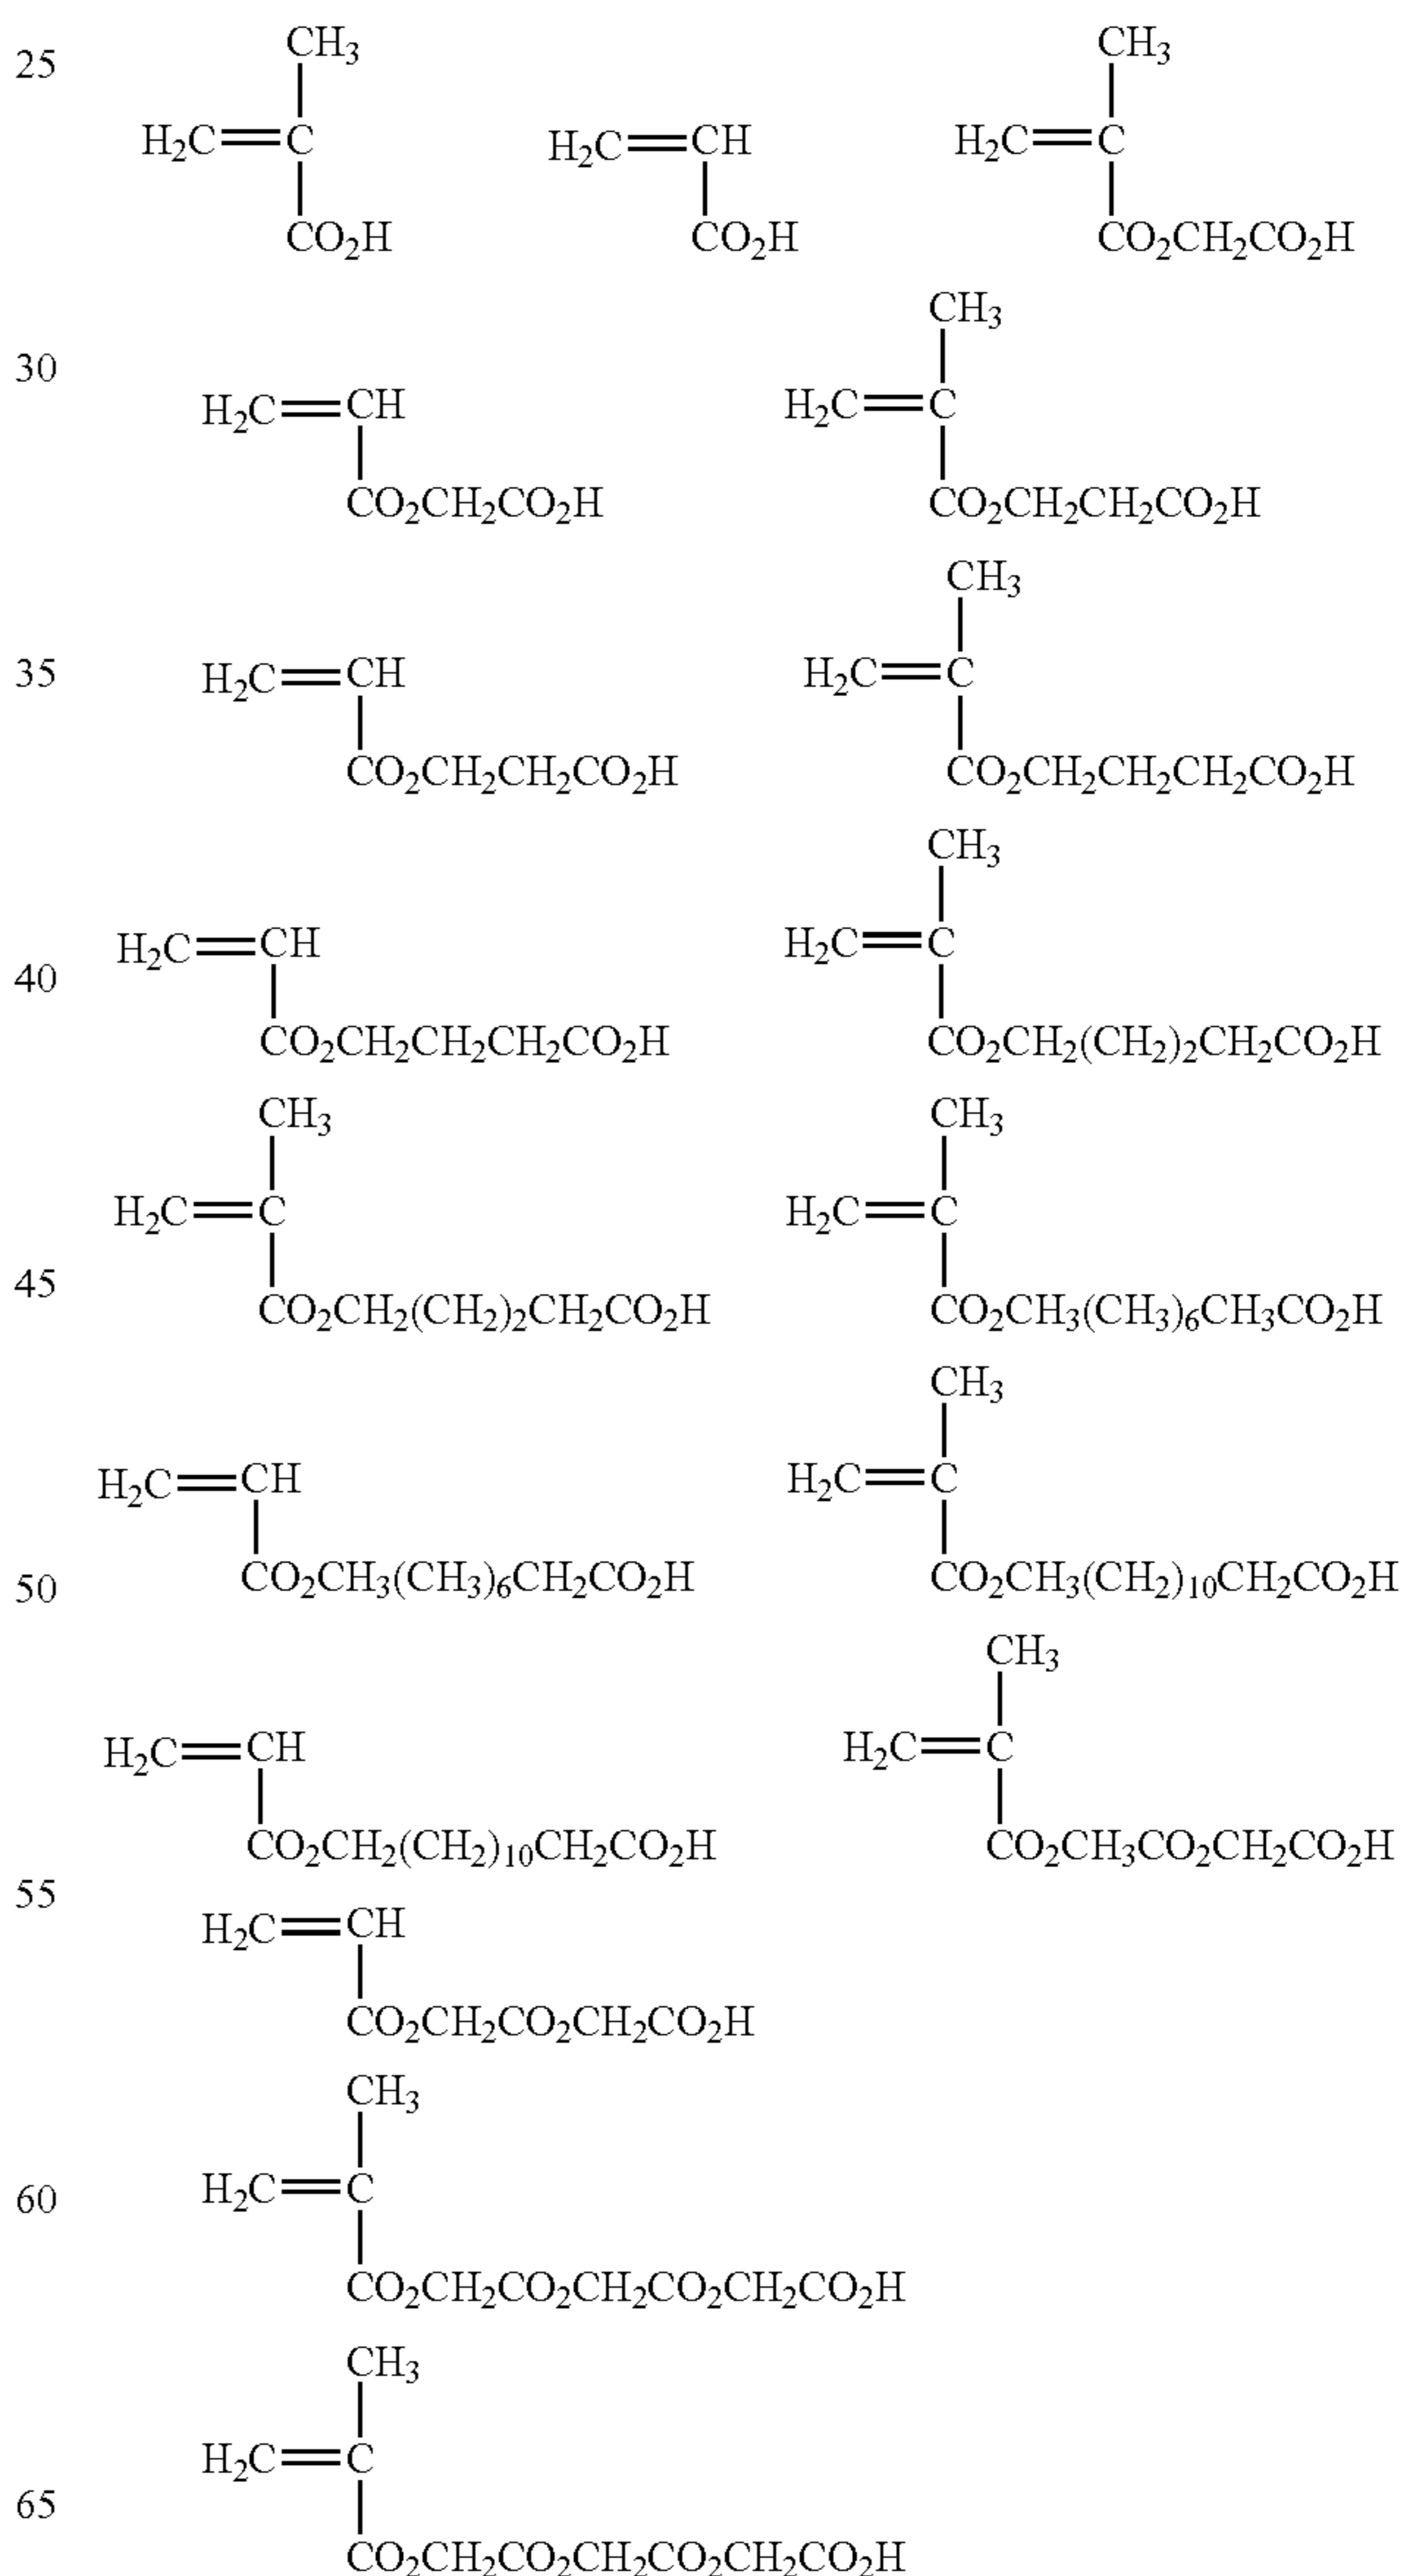 25
CH3 CH3
H2C=C H2C=CH H2C=C
CO2H CO2H CO2CH2CO2H
CH3
30
H2C=CH H2C=C
CO2CH2CO2H CO2CH2CH2CO2H
CH3
35 H2C=CH H2C=C
CO2CH2CH2CO2H CO2CH2CH2CH2CO2H
CH3
H2C=CH H2C=C
40
CO2CH2CH2CH2CO2H CO2CH2(CH2)2CH2CO2H
CH3 CH3
H2C=C H2C=C
45
CO2CH2(CH2)2CH2CO2H CO2CH3(CH3)6CH3CO2H
CH3
H2C=CH H2C=C
50 CO2CH3(CH3)6CH2CO2H CO2CH3(CH2)10CH2CO2H
CH3
H2C=CH H2C=C
CO2CH2(CH2)10CH2CO2H CO2CH3CO2CH2CO2H
55
H2C=CH
CO2CH2CO2CH2CO2H
CH3
60 H2C=C
CO2CH2CO2CH2CO2CH2CO2H
CH3
H2C=C
65
CO2CH2CO2CH2CO2CH2CO2H